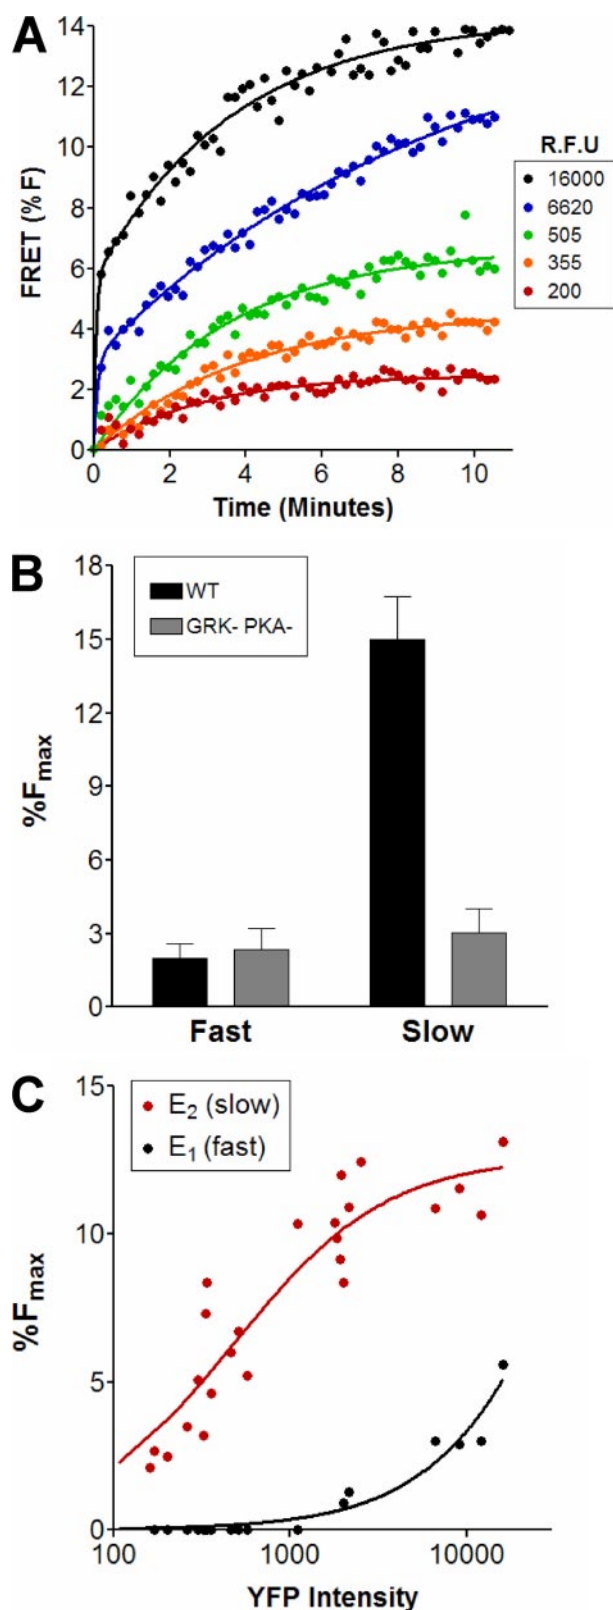 A
14
12
10
8
6
4
2
0
FRET (%F)
0 2 4 6 8 10
Time (Minutes)
R.F.U
16000
6620
505
355
200
B
18
15
12
9
6
3
0
%Fmax
WT
GRK- PKA-
Fast Slow
C
15
10
5
0
%Fmax
E2 (slow)
E1 (fast)
100 1000 10000
YFP Intensity